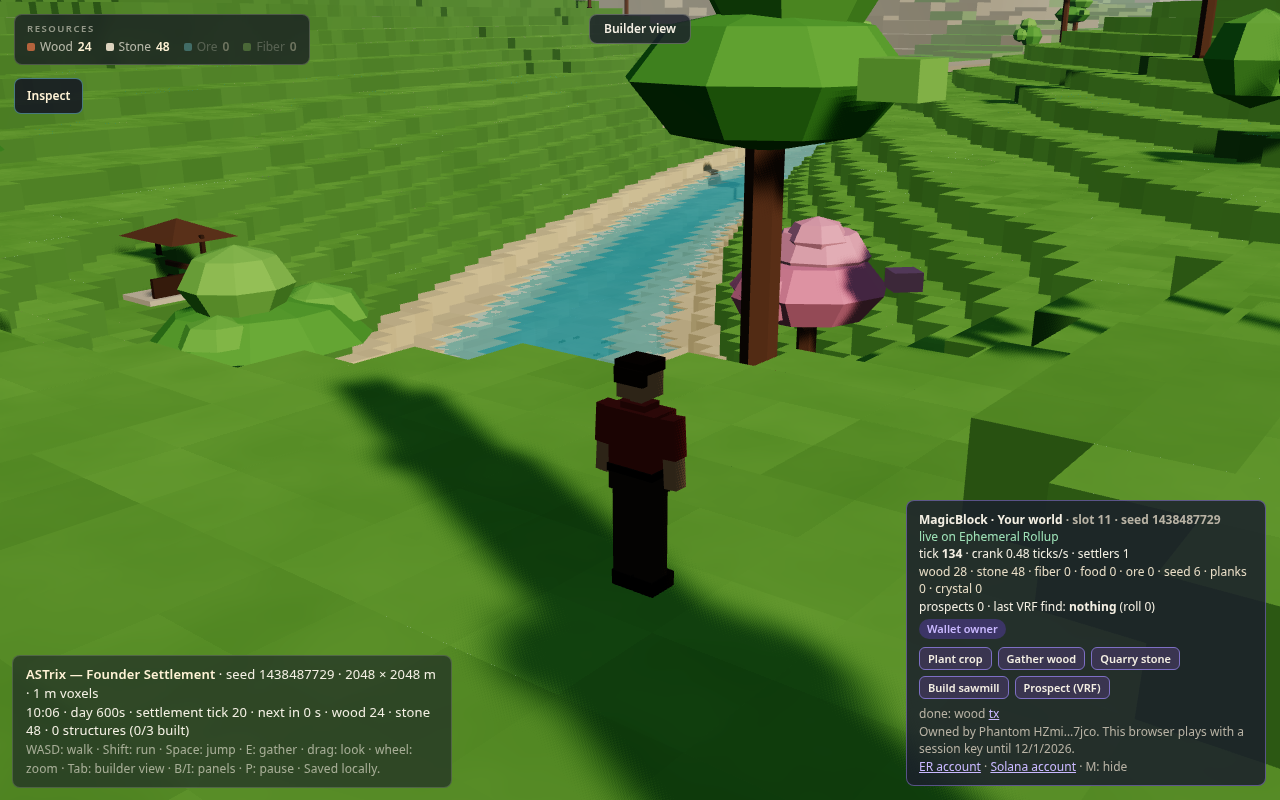 RESOURCES
Wood 24 Stone 48 Ore 0 Fiber 0
Builder view
Inspect
MagicBlock · Your world · slot 11 · seed 1438487729
live on Ephemeral Rollup
tick 134 · crank 0.48 ticks/s · settlers 1
wood 28 · stone 48 · fiber 0 · food 0 · ore 0 · seed 6 · planks
0 · crystal 0
prospects 0 · last VRF find: nothing (roll 0)
Wallet owner
Plant crop Gather wood Quarry stone
Build sawmill Prospect (VRF)
done: wood tx
Owned by Phantom HZmi...7jco. This browser plays with a
session key until 12/1/2026.
ER account · Solana account · M: hide
ASTrix — Founder Settlement · seed 1438487729 · 2048 × 2048 m
· 1 m voxels
10:06 · day 600s · settlement tick 20 · next in 0 s · wood 24 · stone
48 · 0 structures (0/3 built)
WASD: walk · Shift: run · Space: jump · E: gather · drag: look · wheel:
zoom · Tab: builder view · B/I: panels · P: pause · Saved locally.